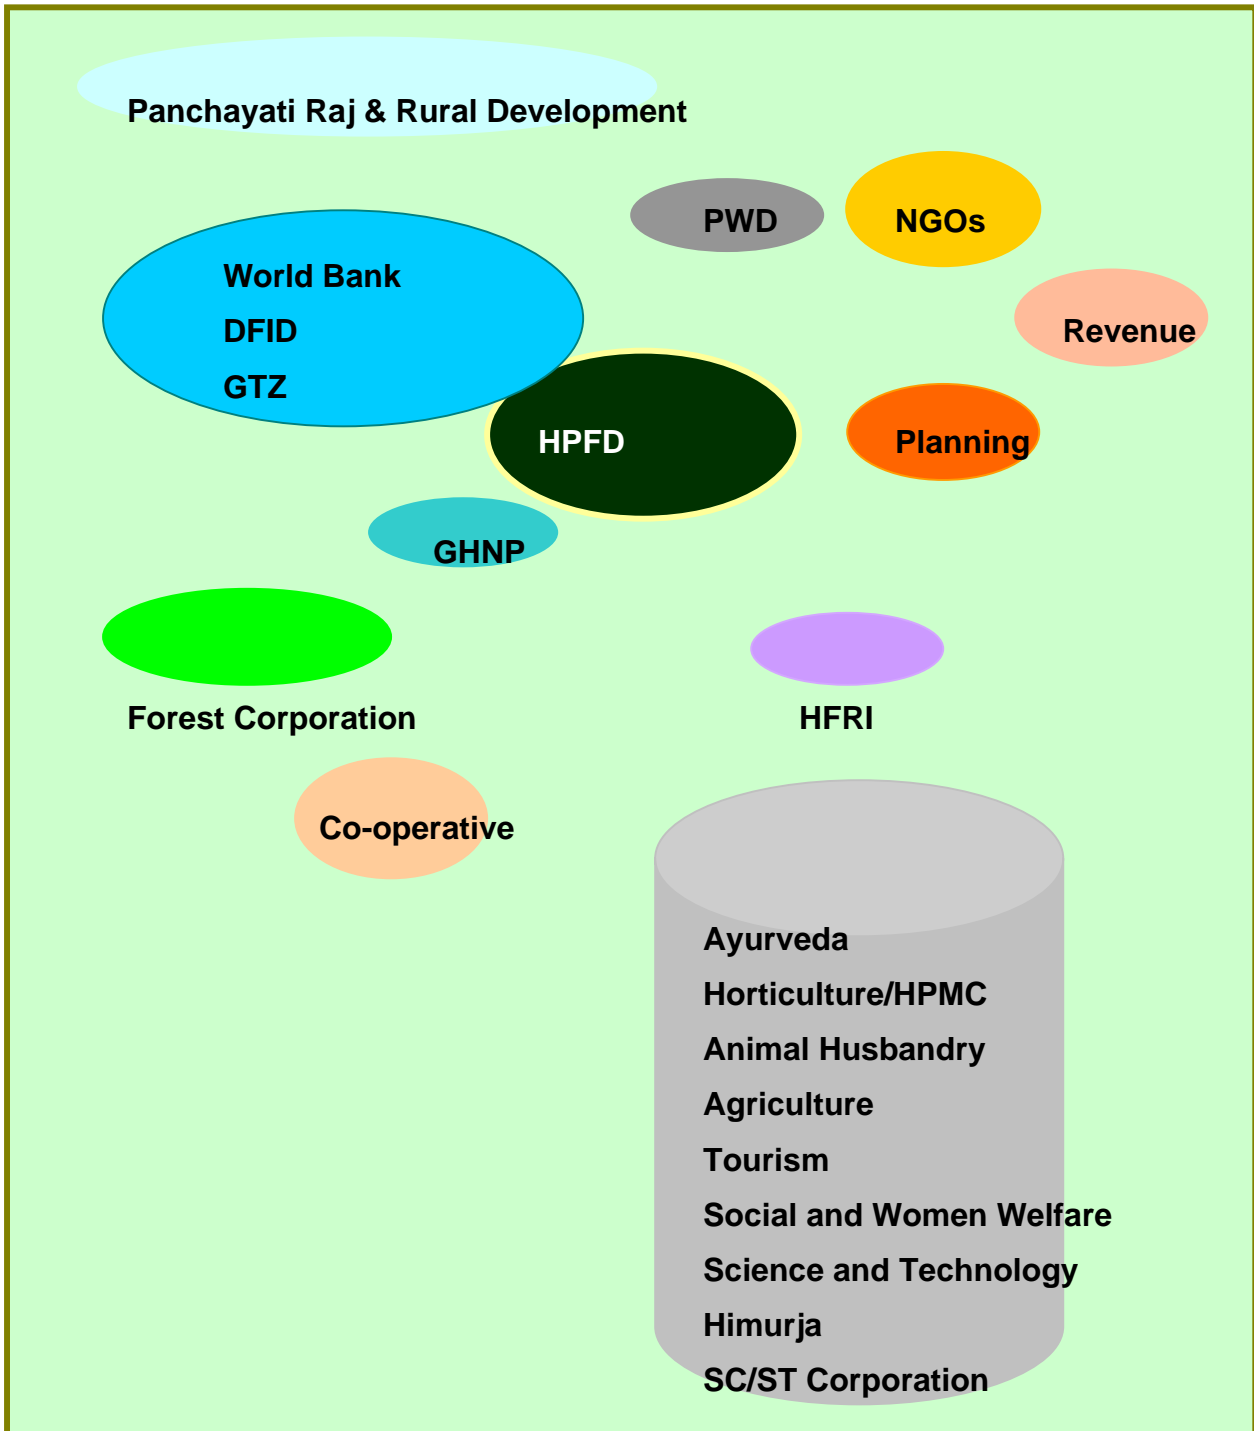 Panchayati Raj & Rural Development
PWD
NGOs
World Bank
DFID
Revenue
GTZ
HPFD
Planning
GHNP
Forest Corporation
HFRI
Co-operative
Ayurveda
Horticulture/HPMC
Animal Husbandry
Agriculture
Tourism
Social and Women Welfare
Science and Technology
Himurja
SC/ST Corporation